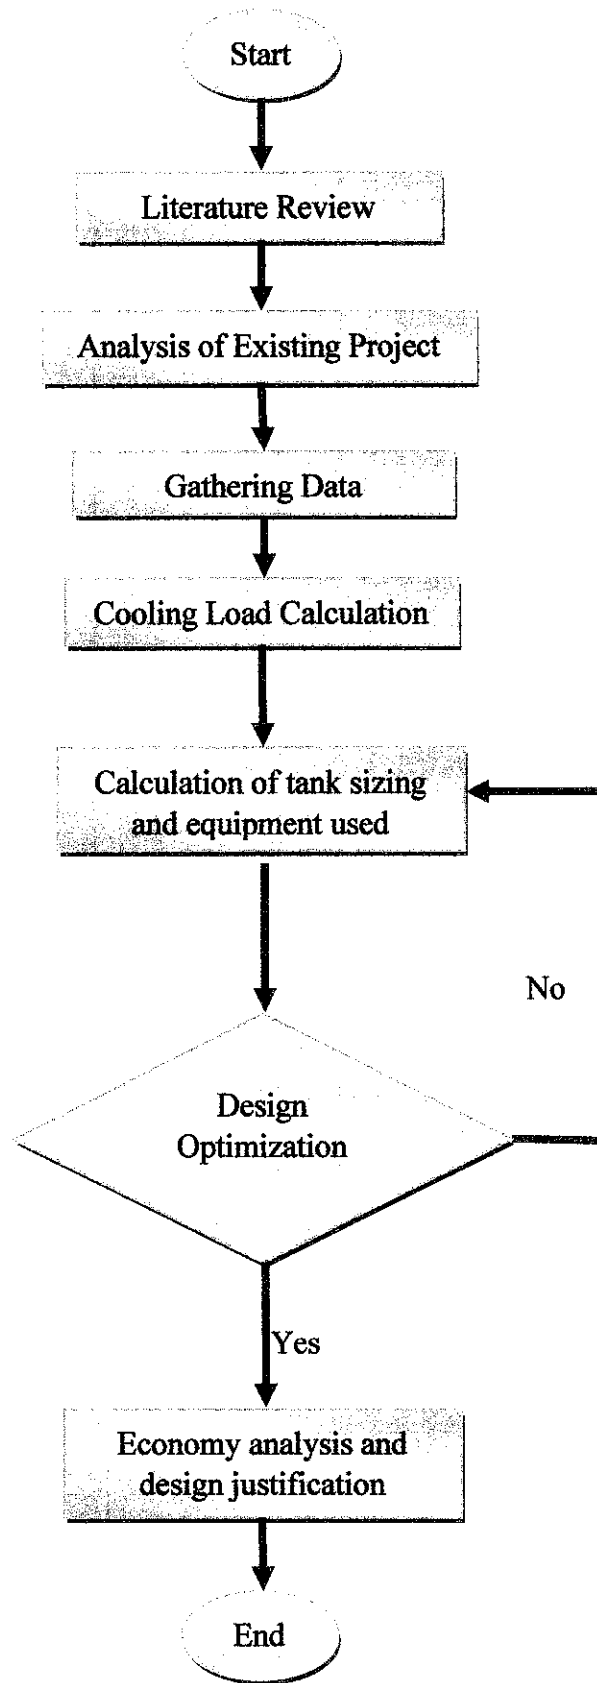 Start
Literature Review
Analysis of Existing Project
Gathering Data
Cooling Load Calculation
Calculation of tank sizing
and equipment used
No
Design
Optimization
Yes
Economy analysis and
design justification
End